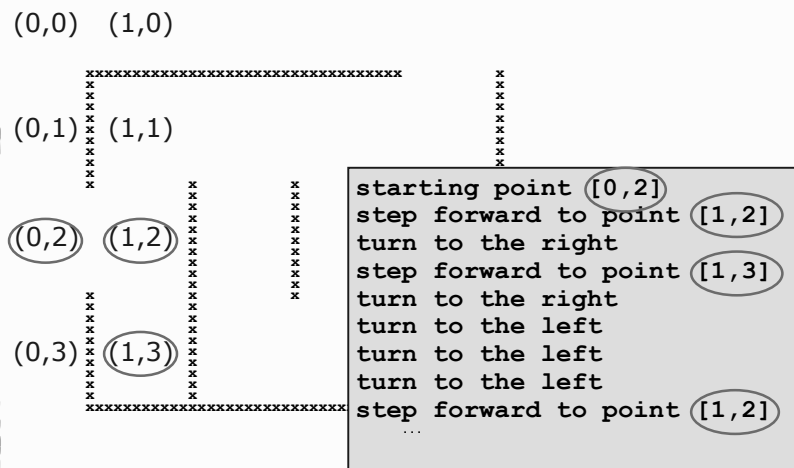 (0,0) (1,0)
xxxxxxxxxxxxxxxxxxxxxxxxxxxxxxxxxx x
(0,1) (1,1)
(0,2) (1,2)
(0,3) (1,3)
starting point [0,2]
step forward to point [1,2]
turn to the right
step forward to point [1,3]
turn to the right
turn to the left
turn to the left
turn to the left
step forward to point [1,2]
...